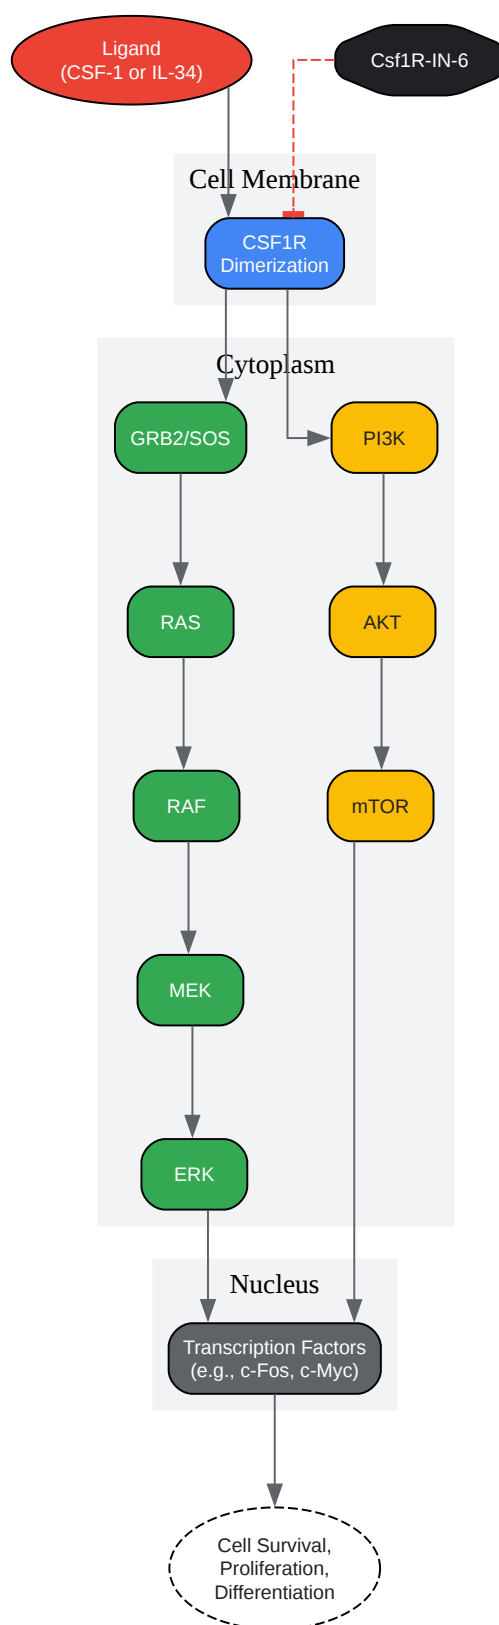 Ligand
(CSF-1 or IL-34)
Csf1R-IN-6
Cell Membrane
CSF1R
Dimerization
Cytoplasm
GRB2/SOS
PI3K
RAS
AKT
RAF
mTOR
MEK
ERK
Nucleus
Transcription Factors
(e.g., c-Fos, c-Myc)
Cell Survival,
Proliferation,
Differentiation